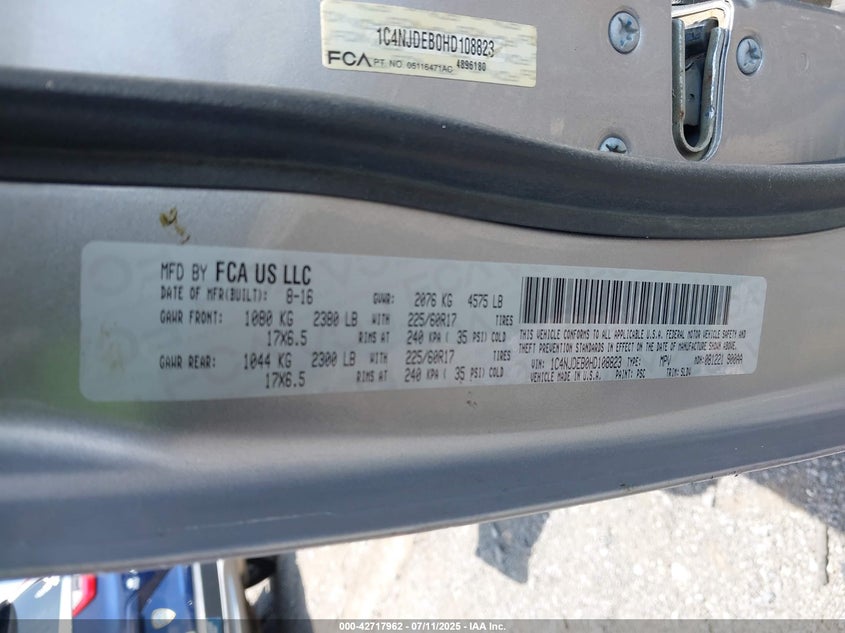 1C4NJDEB0HD108823
FCA PT. NO. 05116471AC 4896180
MFD BY FCA US LLC
DATE OF MFR(BUILT): 8-16 GVWR: 2076 KG 4575 LB
GAWR FRONT: 1080 KG 2380 LB WITH 225/60R17 TIRES
17X6.5 RIMS AT 240 KPA ( 35 PSI) COLD
GAWR REAR: 1044 KG 2300 LB WITH 225/60R17 TIRES
17X6.5 RIMS AT 240 KPA ( 35 PSI) COLD
THIS VEHICLE CONFORMS TO ALL APPLICABLE U.S.A. FEDERAL MOTOR VEHICLE SAFETY AND
THEFT PREVENTION STANDARDS IN EFFECT ON THE DATE OF MANUFACTURE SHOWN ABOVE.
VIN: 1C4NJDEB0HD108823 TYPE: MPV MDH: 081221 900AA
VEHICLE MADE IN U.S.A. PAINT: PSC TRIM: SLDV
000-42717962 - 07/11/2025 - IAA Inc.